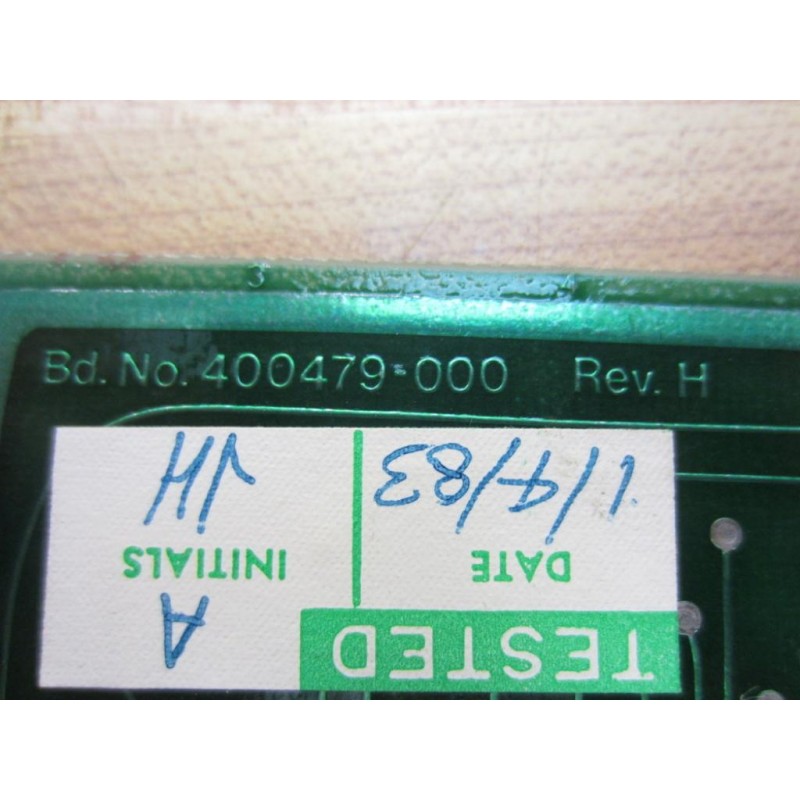 3
Bd. No. 400479-000 Rev. H
TESTED A
DATE INITIALS
1/4/83 JH